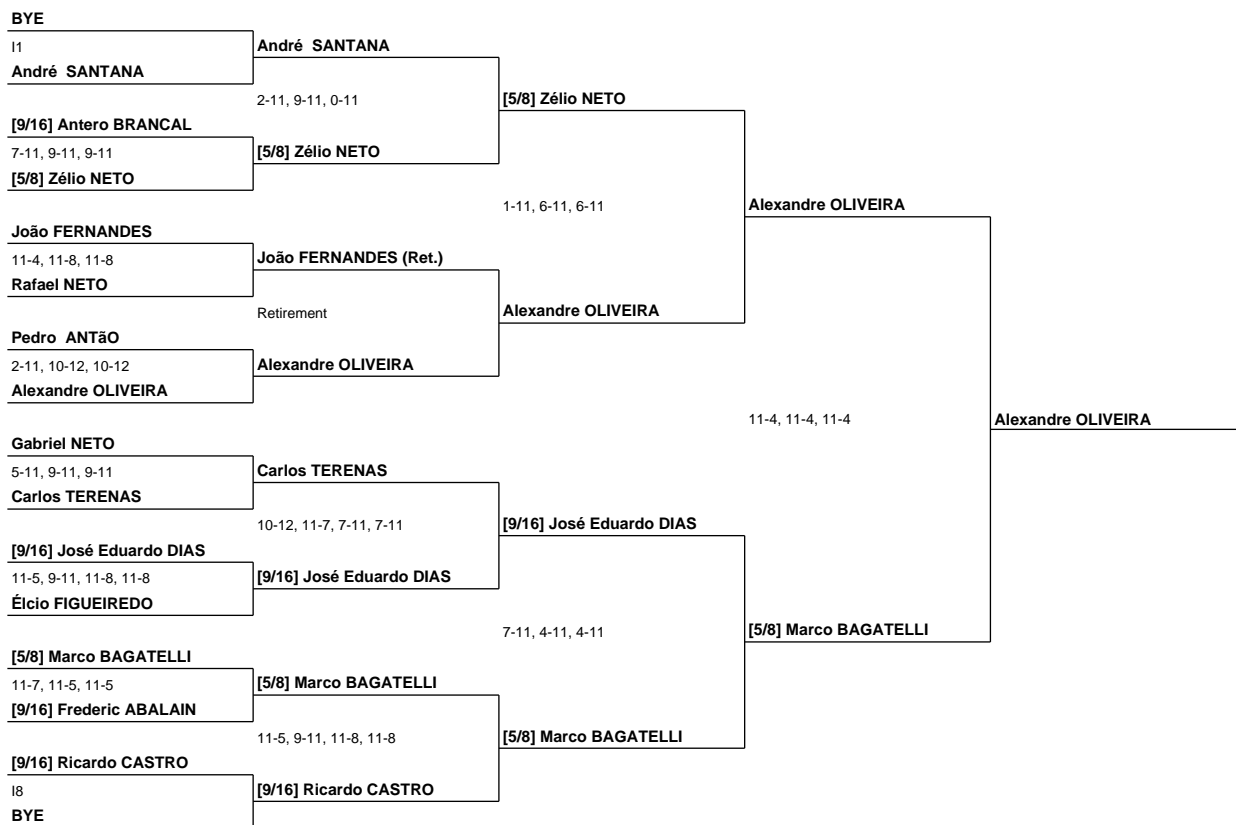 BYE
I1
André  SANTANA
André  SANTANA
2-11, 9-11, 0-11
[5/8] Zélio NETO
[9/16] Antero BRANCAL
7-11, 9-11, 9-11
[5/8] Zélio NETO
[5/8] Zélio NETO
1-11, 6-11, 6-11
Alexandre OLIVEIRA
João FERNANDES
11-4, 11-8, 11-8
João FERNANDES (Ret.)
Rafael NETO
Retirement
Alexandre OLIVEIRA
Pedro  ANTãO
2-11, 10-12, 10-12
Alexandre OLIVEIRA
Alexandre OLIVEIRA
11-4, 11-4, 11-4
Alexandre OLIVEIRA
Gabriel NETO
5-11, 9-11, 9-11
Carlos TERENAS
Carlos TERENAS
10-12, 11-7, 7-11, 7-11
[9/16] José Eduardo DIAS
[9/16] José Eduardo DIAS
11-5, 9-11, 11-8, 11-8
[9/16] José Eduardo DIAS
Élcio FIGUEIREDO
7-11, 4-11, 4-11
[5/8] Marco BAGATELLI
[5/8] Marco BAGATELLI
11-7, 11-5, 11-5
[5/8] Marco BAGATELLI
[9/16] Frederic ABALAIN
11-5, 9-11, 11-8, 11-8
[5/8] Marco BAGATELLI
[9/16] Ricardo CASTRO
I8
[9/16] Ricardo CASTRO
BYE